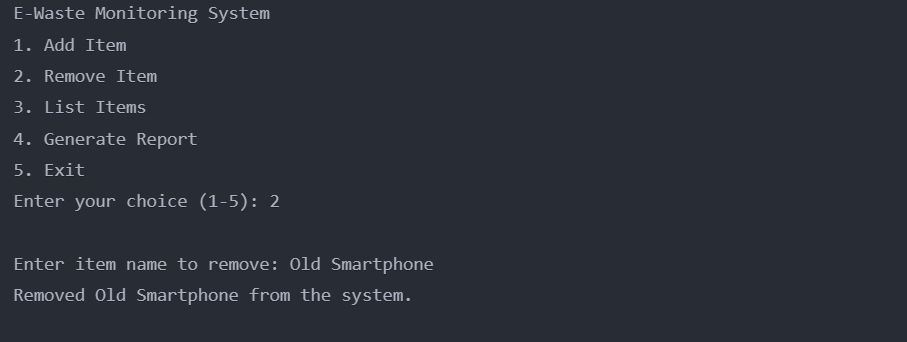 E-Waste Monitoring System
1. Add Item
2. Remove Item
3. List Items
4. Generate Report
5. Exit
Enter your choice (1-5): 2
Enter item name to remove: Old Smartphone
Removed Old Smartphone from the system.